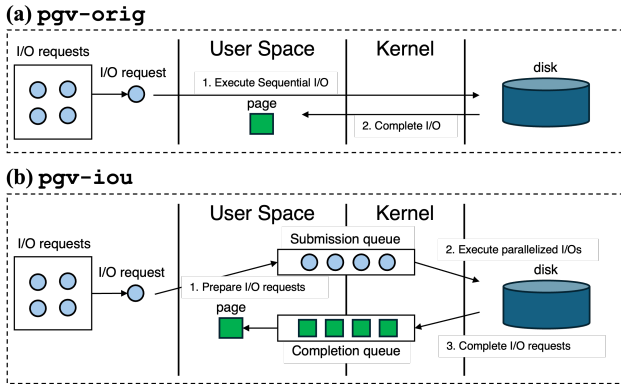 (a) pgv-orig
User Space Kernel
I/O requests
I/O request
disk
1. Execute Sequential I/O
page
2. Complete I/O
(b) pgv-iou
User Space Kernel
I/O requests
Submission queue
I/O request
2. Execute parallelized I/Os
disk
1. Prepare I/O requests
page
Completion queue
3. Complete I/O requests